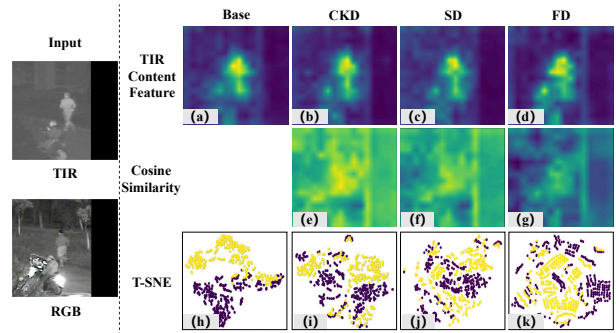 Input
TIR
RGB
Base CKD SD FD
TIR
Content
Feature
(a) (b) (c) (d)
Cosine
Similarity
(e) (f) (g)
T-SNE
(h) (i) (j) (k)